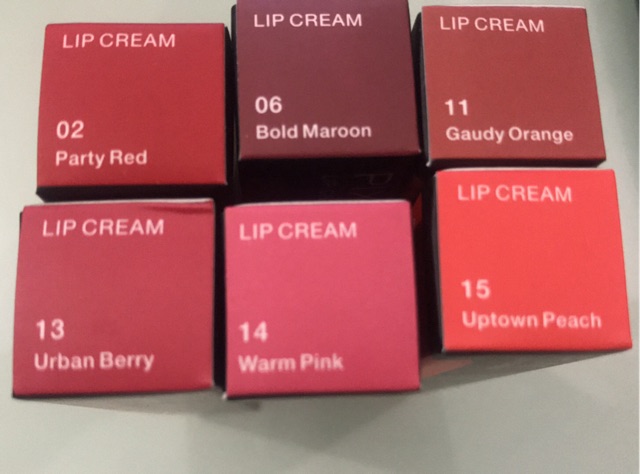 LIP CREAM
02
Party Red
LIP CREAM
06
Bold Maroon
LIP CREAM
11
Gaudy Orange
LIP CREAM
13
Urban Berry
LIP CREAM
14
Warm Pink
LIP CREAM
15
Uptown Peach